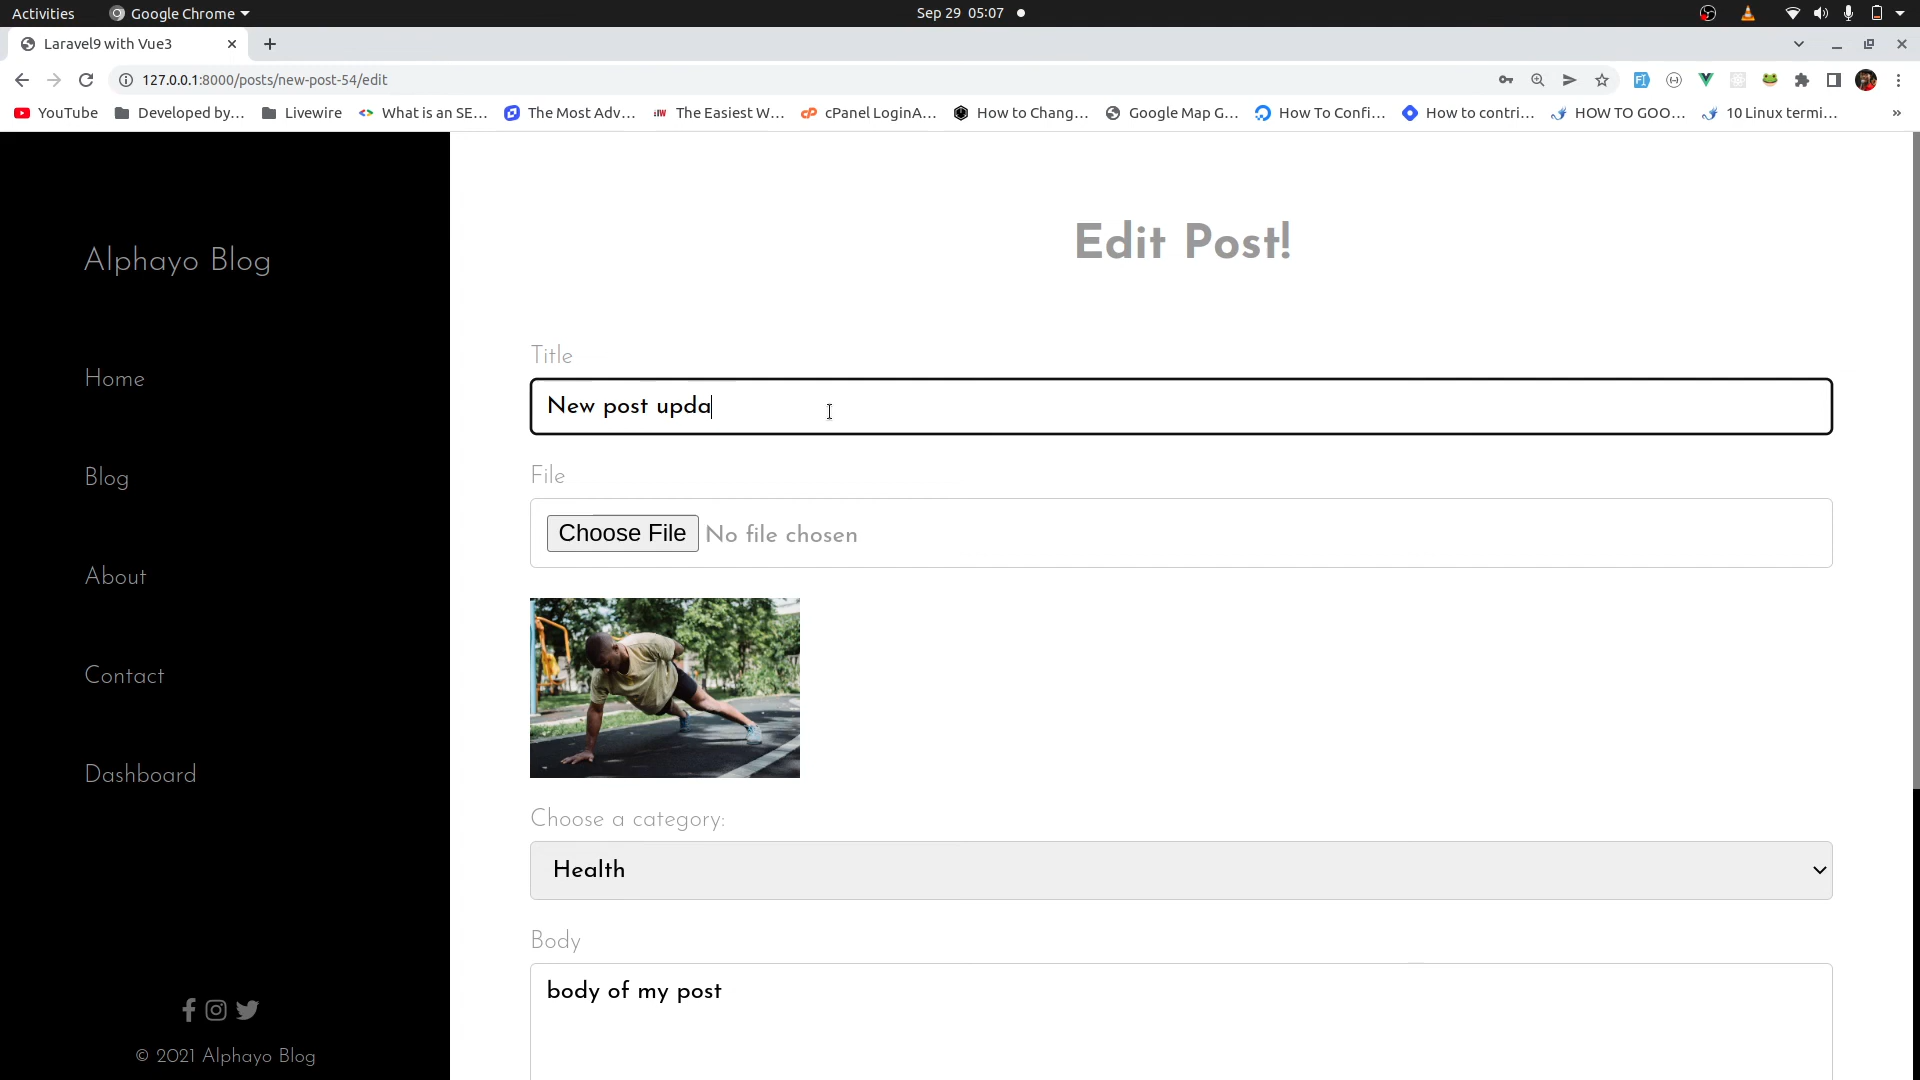 Activities
Google Chrome
Sep 29 05:07
Laravel9 with Vue3
127.0.0.1:8000/posts/new-post-54/edit
YouTube
Developed by...
Livewire
What is an SE...
The Most Adv...
The Easiest W...
cPanel LoginA...
How to Chang...
Google Map G...
How To Confi...
How to contri...
HOW TO GOO...
10 Linux termi...
»
Alphayo Blog
Home
Blog
About
Contact
Dashboard
© 2021 Alphayo Blog
Edit Post!
Title
New post upda
File
Choose File No file chosen
Choose a category:
Health
Body
body of my post